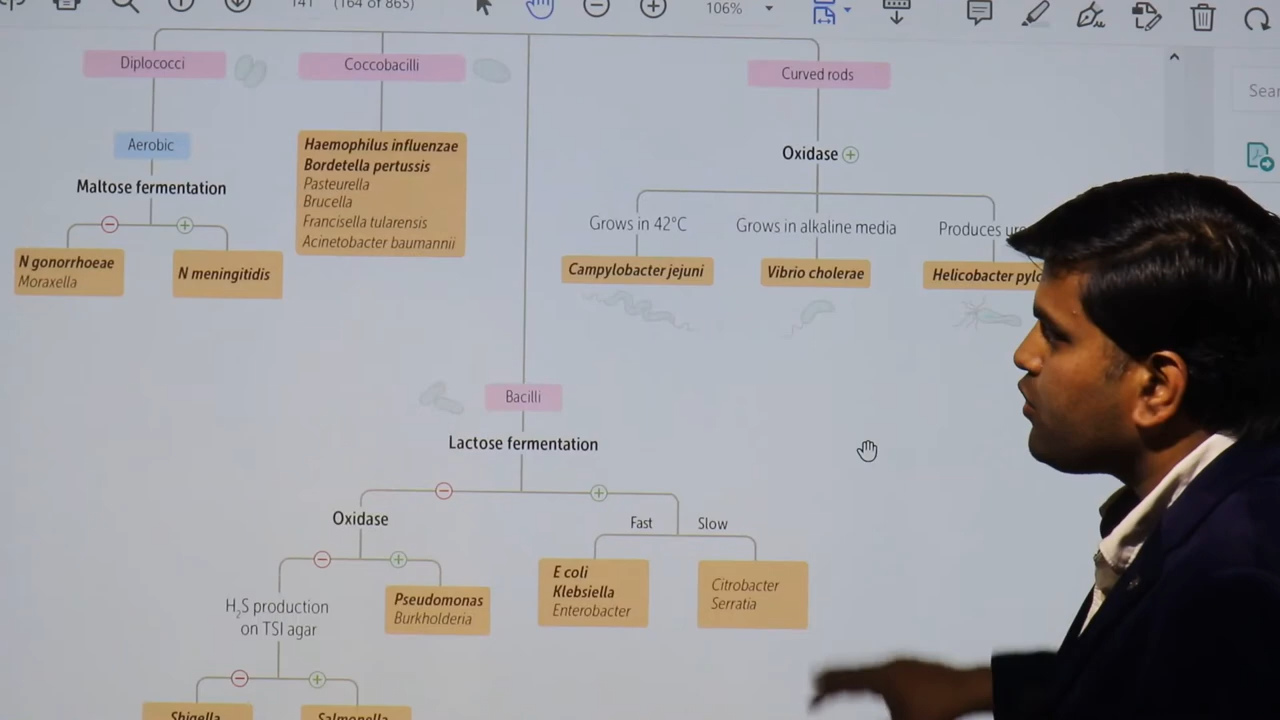 141
(164 of 865)
106%
Sear
Diplococci
Coccobacilli
Curved rods
Aerobic
Maltose fermentation
N gonorrhoeae
Moraxella
N meningitidis
Haemophilus influenzae
Bordetella pertussis
Pasteurella
Brucella
Francisella tularensis
Acinetobacter baumannii
Oxidase +
Grows in 42°C
Grows in alkaline media
Produces ure
Campylobacter jejuni
Vibrio cholerae
Helicobacter pylo
Bacilli
Lactose fermentation
Oxidase
Fast
Slow
E coli
Klebsiella
Enterobacter
Citrobacter
Serratia
Pseudomonas
Burkholderia
H₂S production
on TSI agar
Shigella
Salmonella